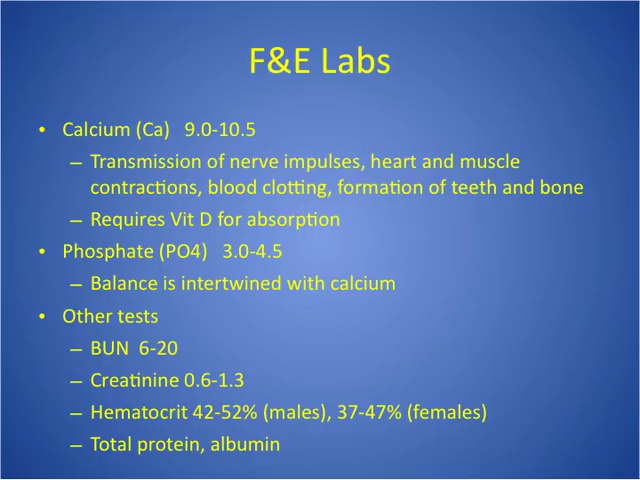 F&E Labs
• Calcium (Ca) 9.0-10.5
– Transmission of nerve impulses, heart and muscle
contractions, blood clotting, formation of teeth and bone
– Requires Vit D for absorption
• Phosphate (PO4) 3.0-4.5
– Balance is intertwined with calcium
• Other tests
– BUN 6-20
– Creatinine 0.6-1.3
– Hematocrit 42-52% (males), 37-47% (females)
– Total protein, albumin